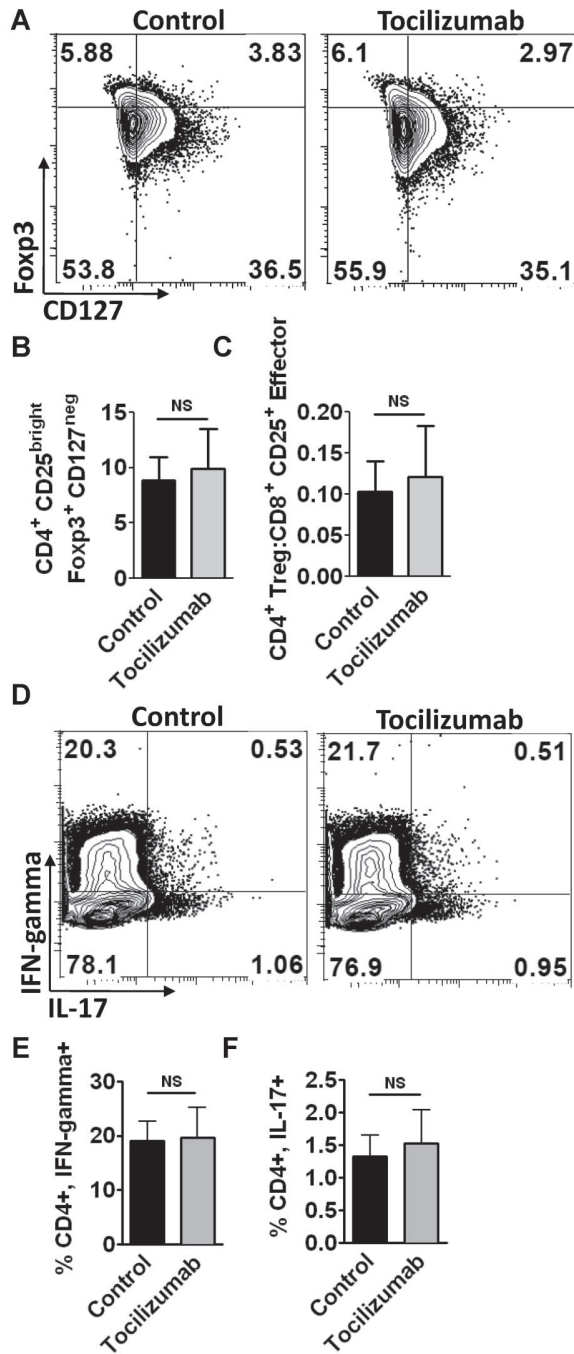 A
Control
Tocilizumab
5.88
3.83
6.1
2.97
53.8
36.5
55.9
35.1
Foxp3
CD127
B
C
CD4+ CD25bright
Foxp3+ CD127neg
15
10
5
0
NS
Control
Tocilizumab
CD4+ Treg:CD8+ CD25+ Effector
0.20
0.15
0.10
0.05
0.00
NS
Control
Tocilizumab
D
Control
Tocilizumab
20.3
0.53
21.7
0.51
78.1
1.06
76.9
0.95
IFN-gamma
IL-17
E
F
% CD4+, IFN-gamma+
30
20
10
0
NS
Control
Tocilizumab
% CD4+, IL-17+
2.5
2.0
1.5
1.0
0.5
0.0
NS
Control
Tocilizumab